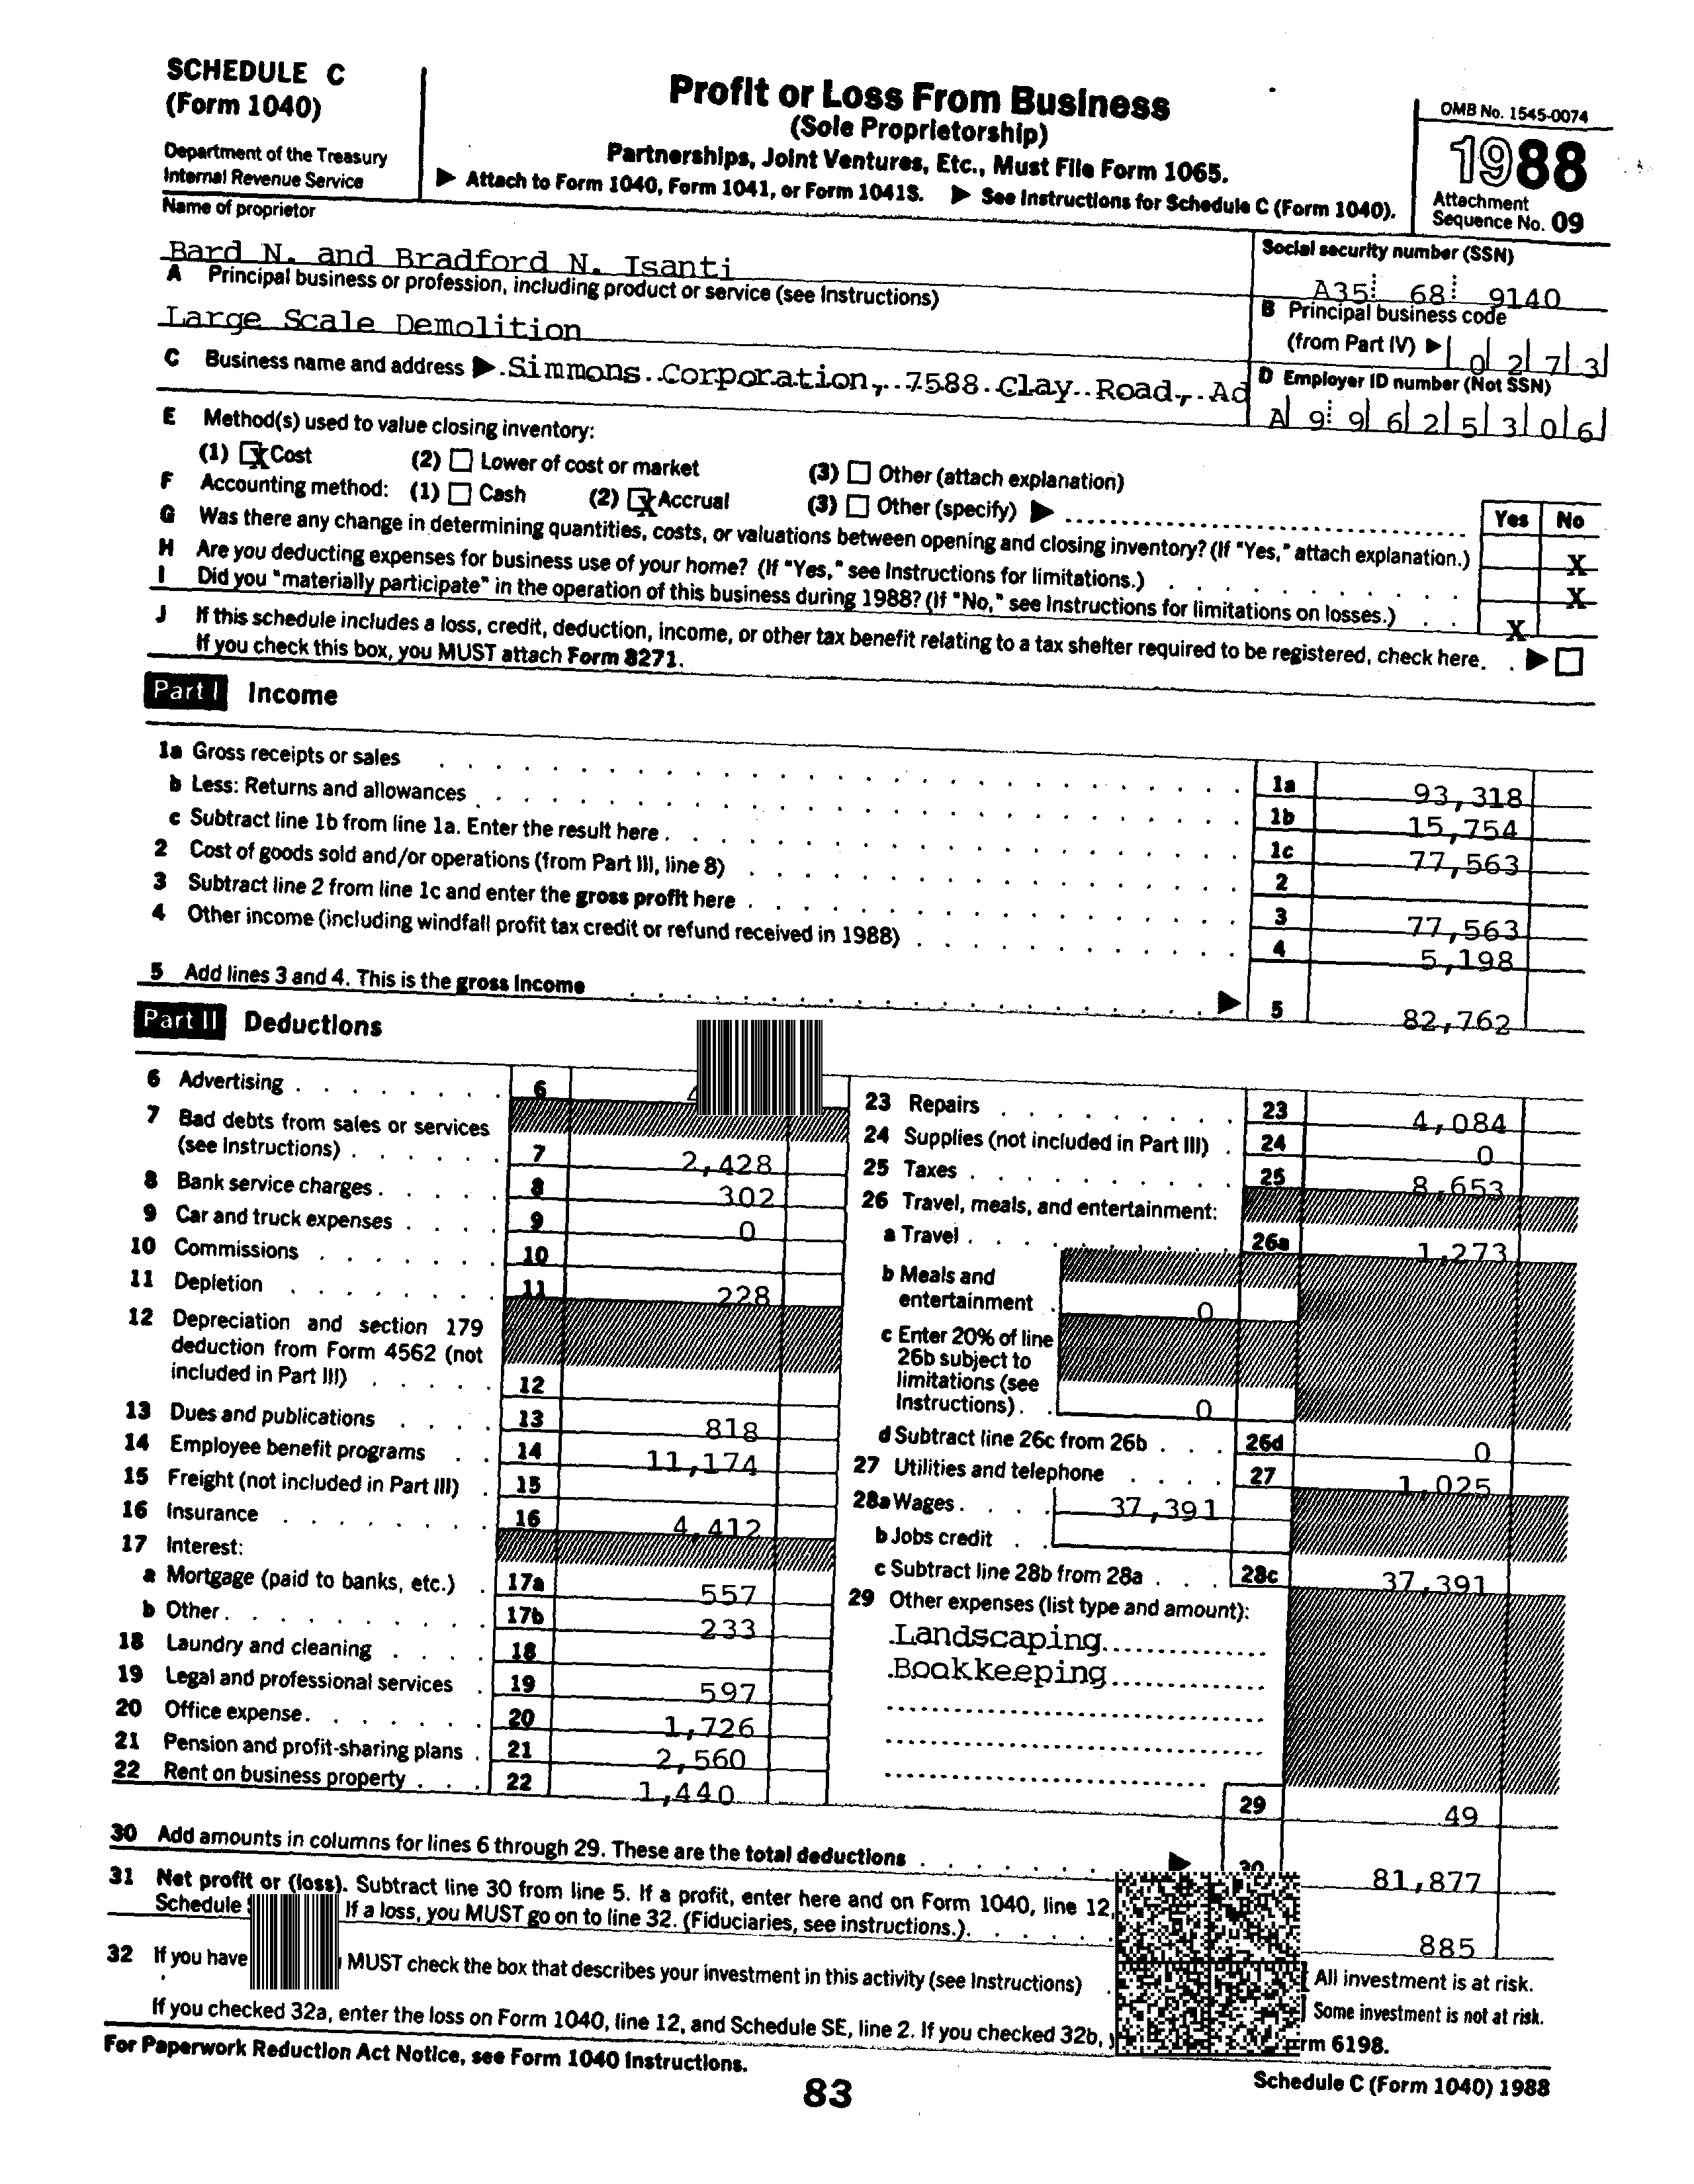 SCHEDULE C
(Form 1040)
Department of the Treasury
Internal Revenue Service
Profit or Loss From Business
(Sole Proprietorship)
Partnerships, Joint Ventures, Etc., Must File Form 1065.
▶ Attach to Form 1040, Form 1041, or Form 1041S. ▶ See Instructions for Schedule C (Form 1040).
OMB No. 1545-0074
1988
Attachment
Sequence No. 09
Name of proprietor
Bard N. and Bradford N. Isanti
Social security number (SSN)
A35 68 9140
A Principal business or profession, including product or service (see Instructions)
Large Scale Demolition
B Principal business code
(from Part IV) ▶ 0 2 7 3
C Business name and address ▶ Simmons Corporation, 7588 Clay Road, Ad
D Employer ID number (Not SSN)
A 9 9 6 2 5 3 0 6
E Method(s) used to value closing inventory:
(1) [X] Cost (2) ☐ Lower of cost or market (3) ☐ Other (attach explanation)
F Accounting method: (1) ☐ Cash (2) [X] Accrual (3) ☐ Other (specify) ▶
Yes No
G Was there any change in determining quantities, costs, or valuations between opening and closing inventory? (If "Yes," attach explanation.) X
H Are you deducting expenses for business use of your home? (If "Yes," see Instructions for limitations.) X
I Did you "materially participate" in the operation of this business during 1988? (If "No," see Instructions for limitations on losses.) X
J If this schedule includes a loss, credit, deduction, income, or other tax benefit relating to a tax shelter required to be registered, check here. ▶ ☐
If you check this box, you MUST attach Form 8271.
Part I Income
1a Gross receipts or sales 1a 93,318
b Less: Returns and allowances 1b 15,754
c Subtract line 1b from line 1a. Enter the result here 1c 77,563
2 Cost of goods sold and/or operations (from Part III, line 8) 2
3 Subtract line 2 from line 1c and enter the gross profit here 3 77,563
4 Other income (including windfall profit tax credit or refund received in 1988) 4 5,198
5 Add lines 3 and 4. This is the gross income ▶ 5 82,762
Part II Deductions
6 Advertising 6
7 Bad debts from sales or services
(see Instructions) 7 2,428
8 Bank service charges 8 302
9 Car and truck expenses 9 0
10 Commissions 10
11 Depletion 11 228
12 Depreciation and section 179
deduction from Form 4562 (not
included in Part III) 12
13 Dues and publications 13 818
14 Employee benefit programs 14 11,174
15 Freight (not included in Part III) 15
16 Insurance 16 4,412
17 Interest:
a Mortgage (paid to banks, etc.) 17a 557
b Other 17b 233
18 Laundry and cleaning 18
19 Legal and professional services 19 597
20 Office expense 20 1,726
21 Pension and profit-sharing plans 21 2,560
22 Rent on business property 22 1,440
23 Repairs 23 4,084
24 Supplies (not included in Part III) 24 0
25 Taxes 25 8,653
26 Travel, meals, and entertainment:
a Travel 26a 1,273
b Meals and
entertainment 0
c Enter 20% of line
26b subject to
limitations (see
Instructions) 0
d Subtract line 26c from 26b 26d 0
27 Utilities and telephone 27 1,025
28a Wages 37,391
b Jobs credit
c Subtract line 28b from 28a 28c 37,391
29 Other expenses (list type and amount):
Landscaping
Bookkeeping
29 49
30 Add amounts in columns for lines 6 through 29. These are the total deductions ▶ 30 81,877
31 Net profit or (loss). Subtract line 30 from line 5. If a profit, enter here and on Form 1040, line 12,
Schedule If a loss, you MUST go on to line 32. (Fiduciaries, see instructions.) 885
32 If you have MUST check the box that describes your investment in this activity (see Instructions)
All investment is at risk.
Some investment is not at risk.
If you checked 32a, enter the loss on Form 1040, line 12, and Schedule SE, line 2. If you checked 32b, 6198.
For Paperwork Reduction Act Notice, see Form 1040 Instructions.
Schedule C (Form 1040) 1988
83